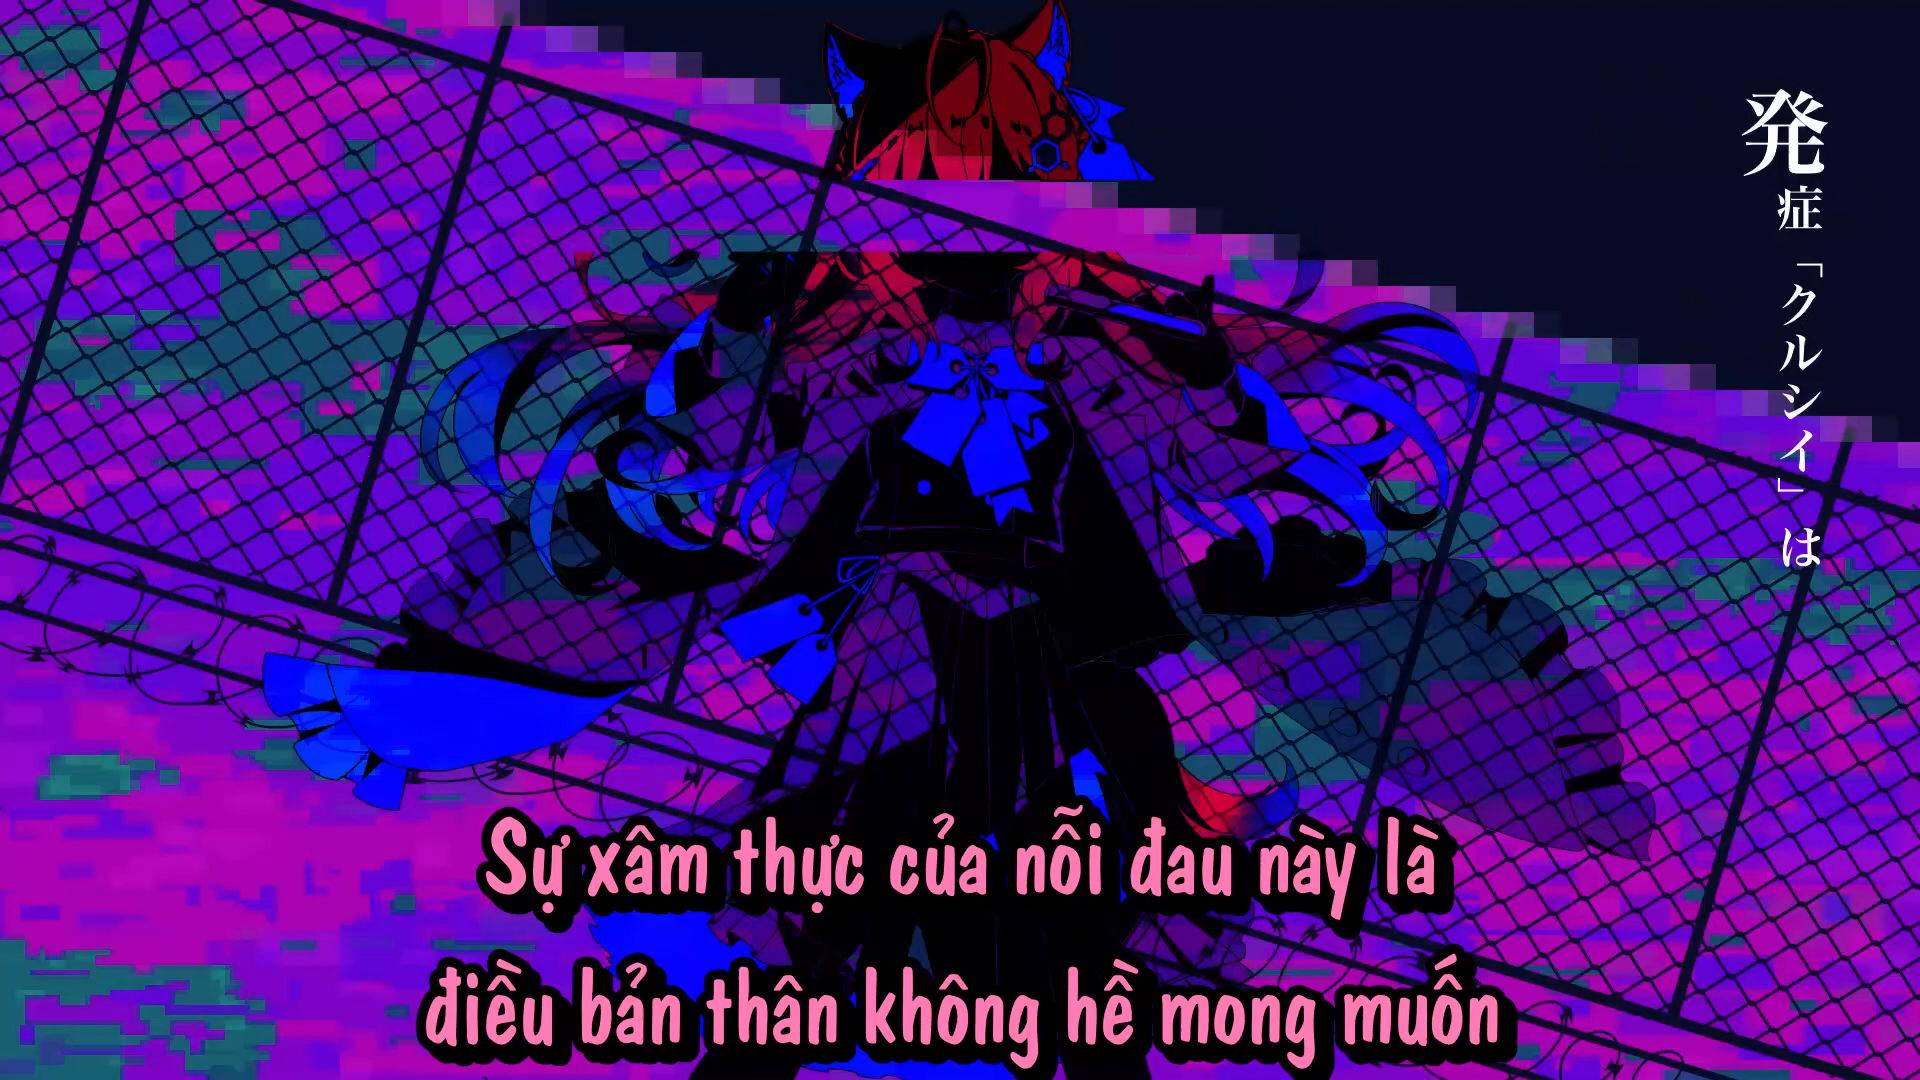 発症「クルシイ」は
Sự xâm thực của nỗi đau này là
điều bản thân không hề mong muốn